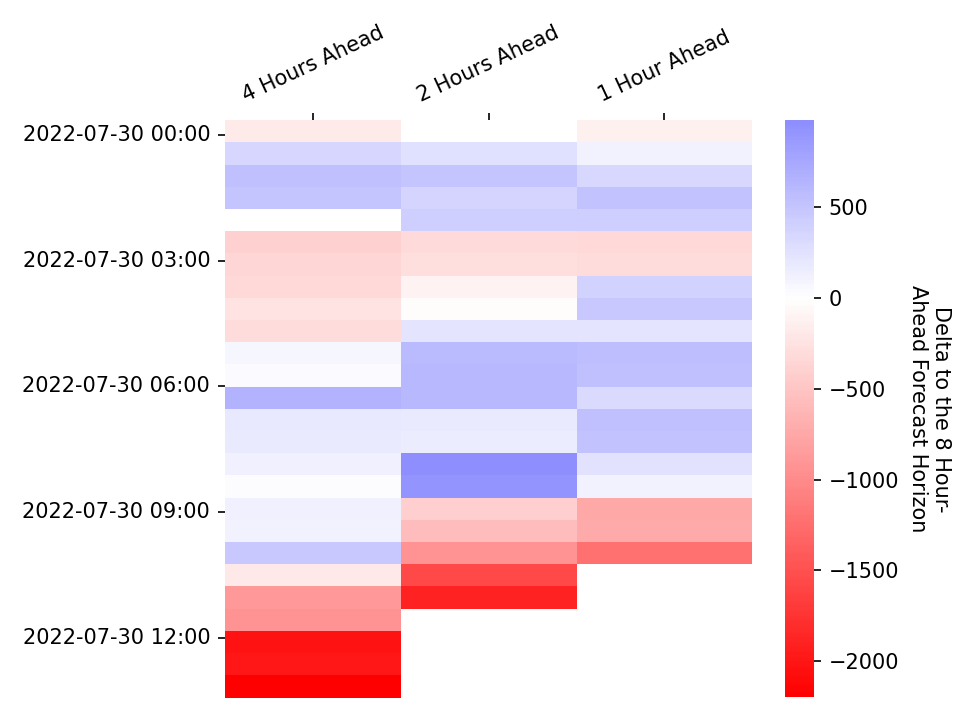 4 Hours Ahead
2 Hours Ahead
1 Hour Ahead
2022-07-30 00:00
2022-07-30 03:00
2022-07-30 06:00
2022-07-30 09:00
2022-07-30 12:00
500
0
−500
−1000
−1500
−2000
Delta to the 8 Hour-
Ahead Forecast Horizon